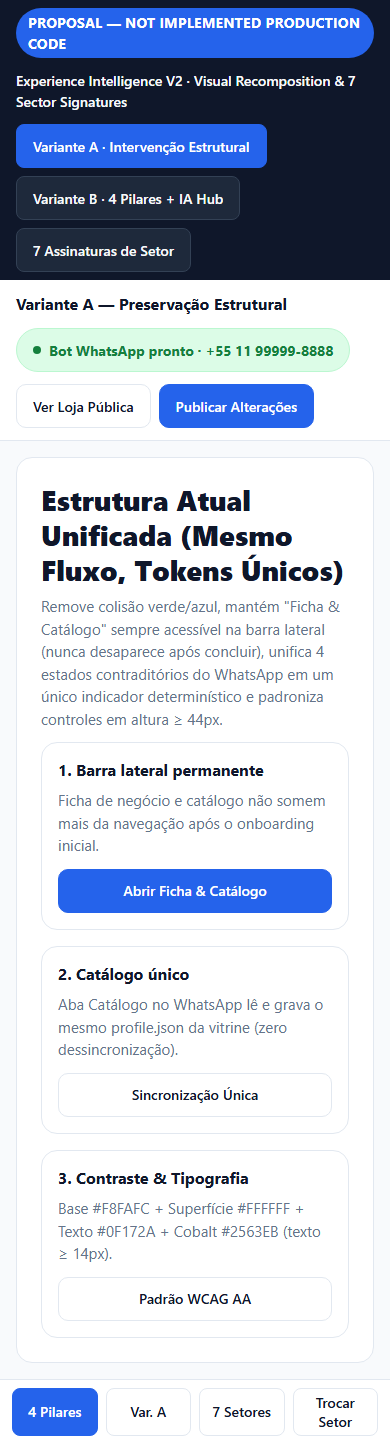 PROPOSAL — NOT IMPLEMENTED PRODUCTION
CODE
Experience Intelligence V2 · Visual Recomposition & 7
Sector Signatures
Variante A · Intervenção Estrutural
Variante B · 4 Pilares + IA Hub
7 Assinaturas de Setor
Variante A — Preservação Estrutural
Bot WhatsApp pronto · +55 11 99999-8888
Ver Loja Pública
Publicar Alterações
Estrutura Atual
Unificada (Mesmo
Fluxo, Tokens Únicos)
Remove colisão verde/azul, mantém "Ficha &
Catálogo" sempre acessível na barra lateral
(nunca desaparece após concluir), unifica 4
estados contraditórios do WhatsApp em um
único indicador determinístico e padroniza
controles em altura ≥ 44px.
1. Barra lateral permanente
Ficha de negócio e catálogo não somem
mais da navegação após o onboarding
inicial.
Abrir Ficha & Catálogo
2. Catálogo único
Aba Catálogo no WhatsApp lê e grava o
mesmo profile.json da vitrine (zero
dessincronização).
Sincronização Única
3. Contraste & Tipografia
Base #F8FAFC + Superfície #FFFFFF +
Texto #0F172A + Cobalt #2563EB (texto
≥ 14px).
Padrão WCAG AA
4 Pilares
Var. A
7 Setores
Trocar
Setor